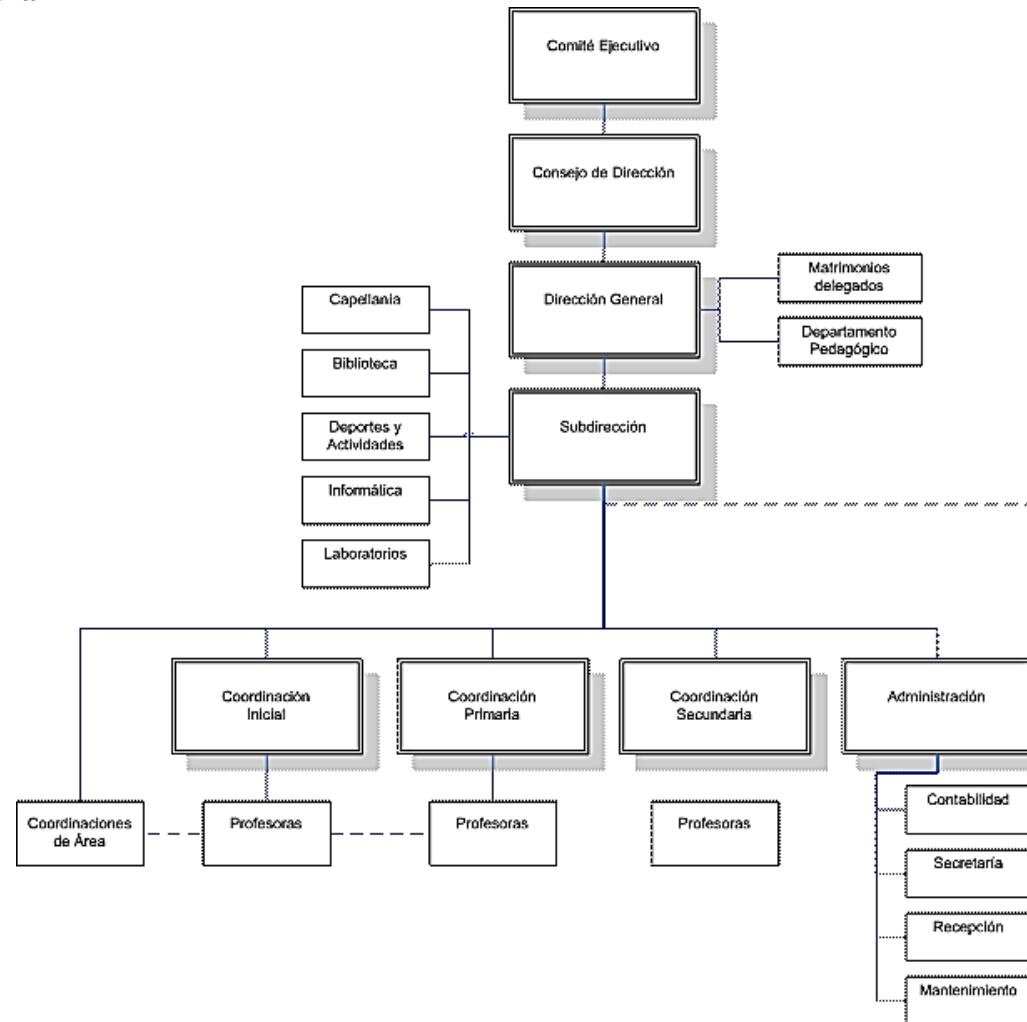 Comité Ejecutivo
Consejo de Dirección
Dirección General
Matrimonios
delegados
Departamento
Pedagógico
Capellanía
Biblioteca
Deportes y
Actividades
Informática
Laboratorios
Subdirección
Coordinación
Inicial
Coordinación
Primaria
Coordinación
Secundaria
Administración
Coordinaciones
de Área
Profesoras
Profesoras
Profesoras
Contabilidad
Secretaría
Recepción
Mantenimiento